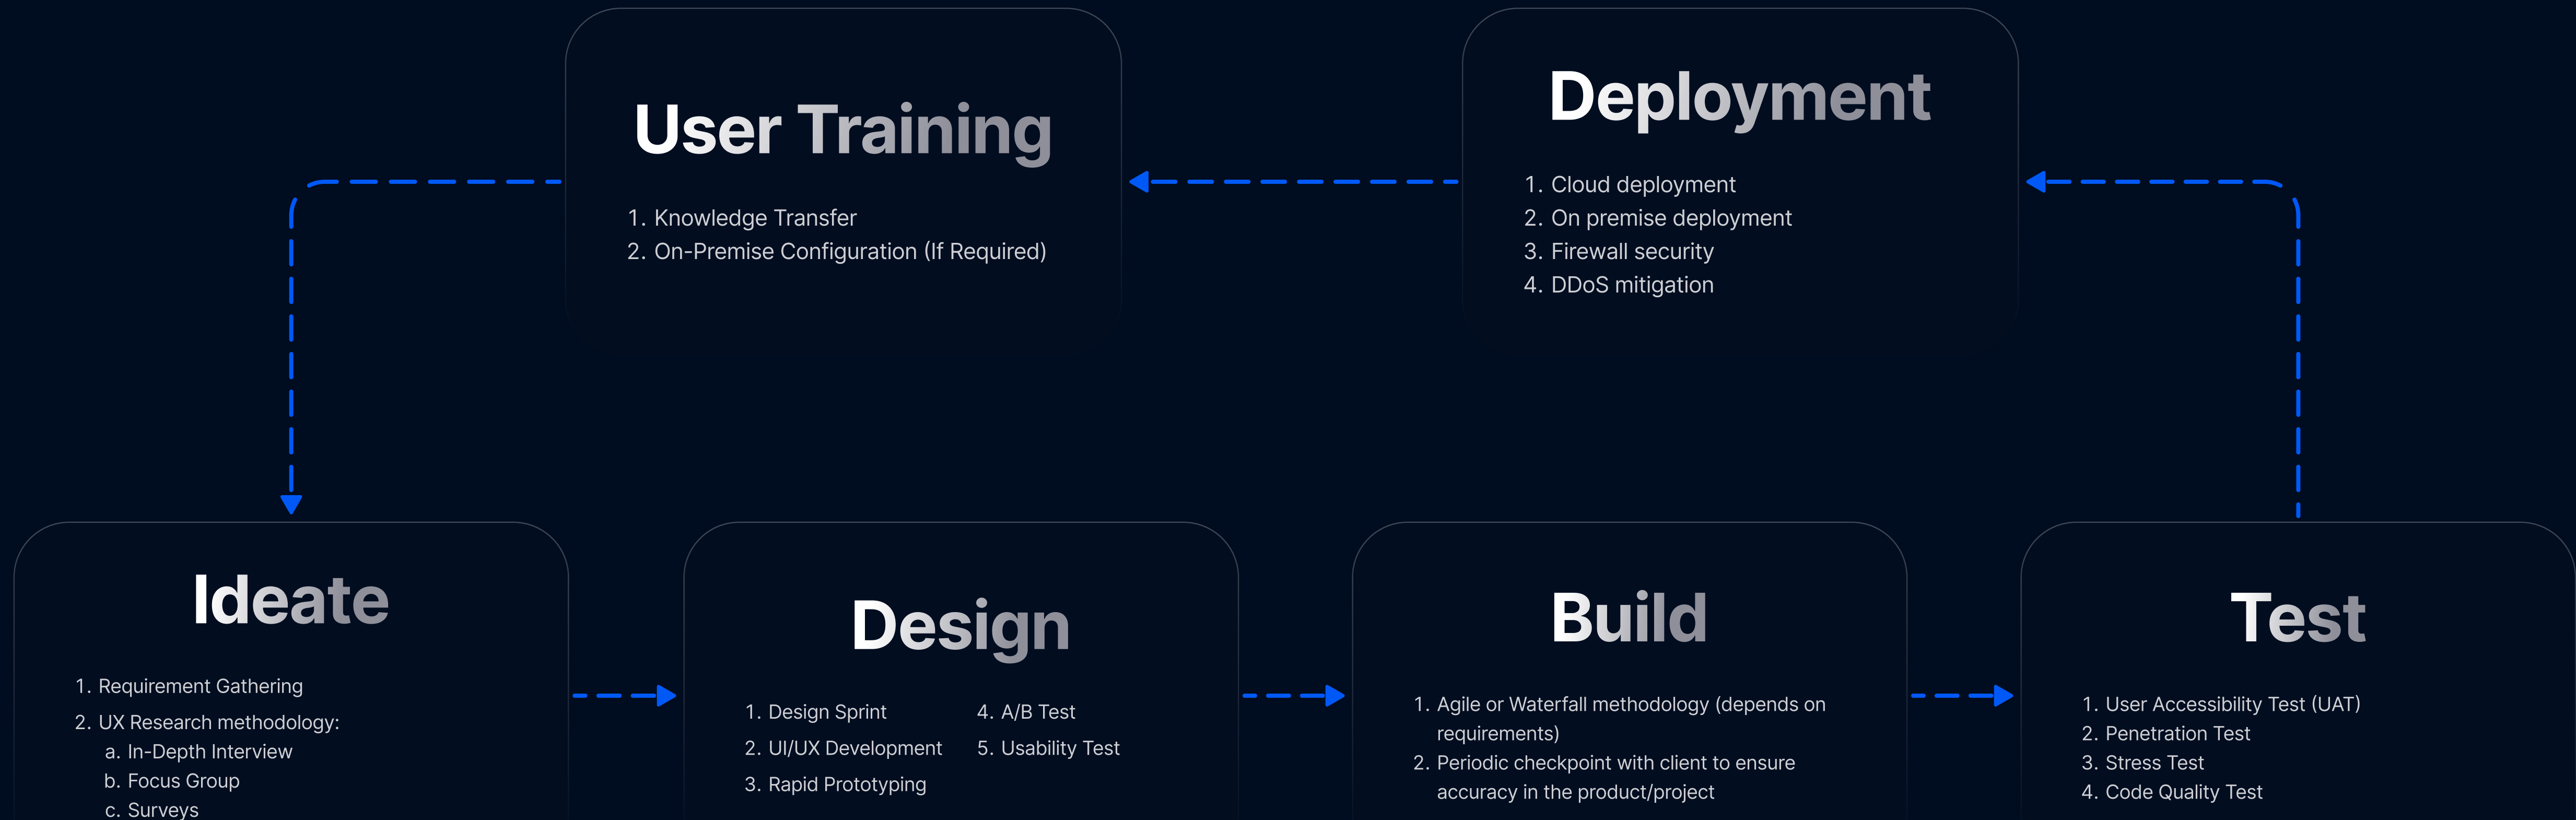 User Training
1. Knowledge Transfer
2. On-Premise Configuration (If Required)
Deployment
1. Cloud deployment
2. On premise deployment
3. Firewall security
4. DDoS mitigation
Ideate
1. Requirement Gathering
2. UX Research methodology:
a. In-Depth Interview
b. Focus Group
c. Surveys
Design
1. Design Sprint
2. UI/UX Development
3. Rapid Prototyping
4. A/B Test
5. Usability Test
Build
1. Agile or Waterfall methodology (depends on
requirements)
2. Periodic checkpoint with client to ensure
accuracy in the product/project
Test
1. User Accessibility Test (UAT)
2. Penetration Test
3. Stress Test
4. Code Quality Test